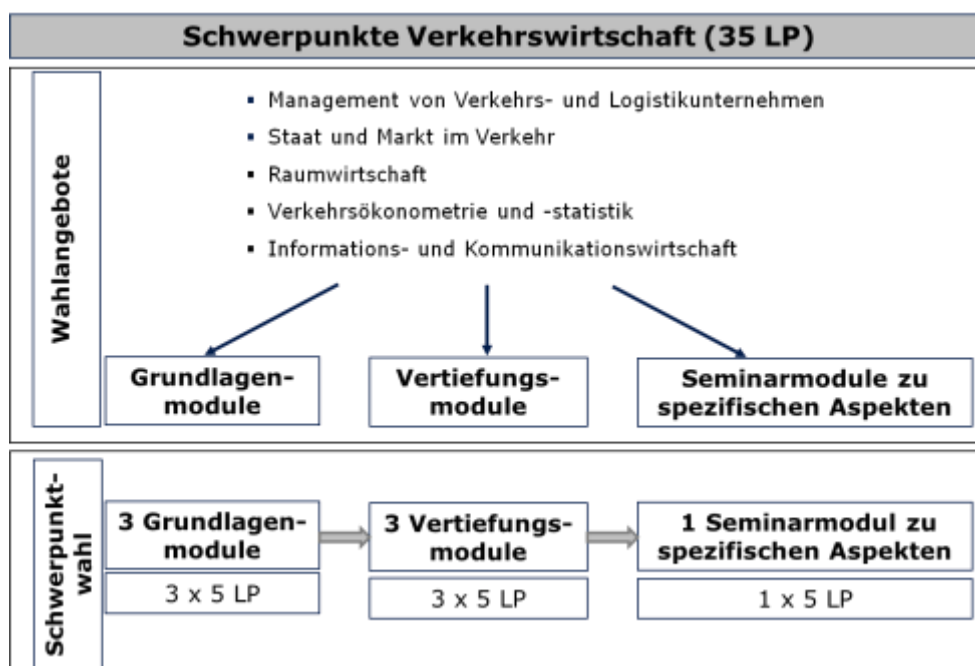 Schwerpunkte Verkehrswirtschaft (35 LP)
Wahlangebote
▪ Management von Verkehrs- und Logistikunternehmen
▪ Staat und Markt im Verkehr
▪ Raumwirtschaft
▪ Verkehrsökonometrie und -statistik
▪ Informations- und Kommunikationswirtschaft
Grundlagen-
module
Vertiefungs-
module
Seminarmodule zu
spezifischen Aspekten
Schwerpunkt-
wahl
3 Grundlagen-
module
3 x 5 LP
3 Vertiefungs-
module
3 x 5 LP
1 Seminarmodul zu
spezifischen Aspekten
1 x 5 LP